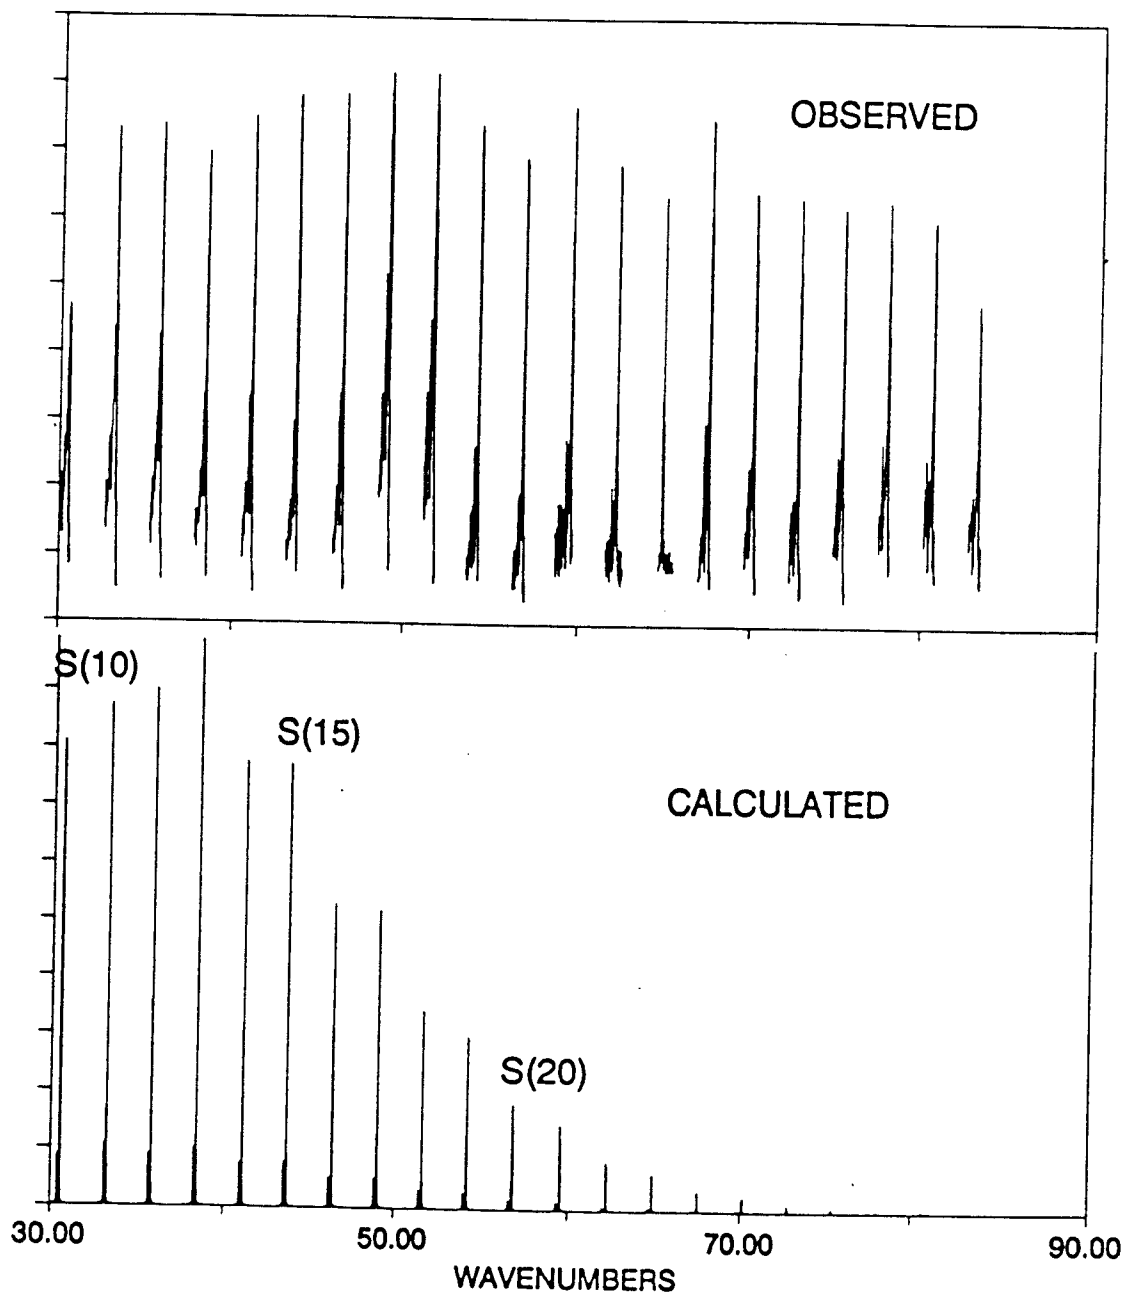 OBSERVED
S(10)
S(15)
CALCULATED
S(20)
30.00 50.00 70.00 90.00
WAVENUMBERS